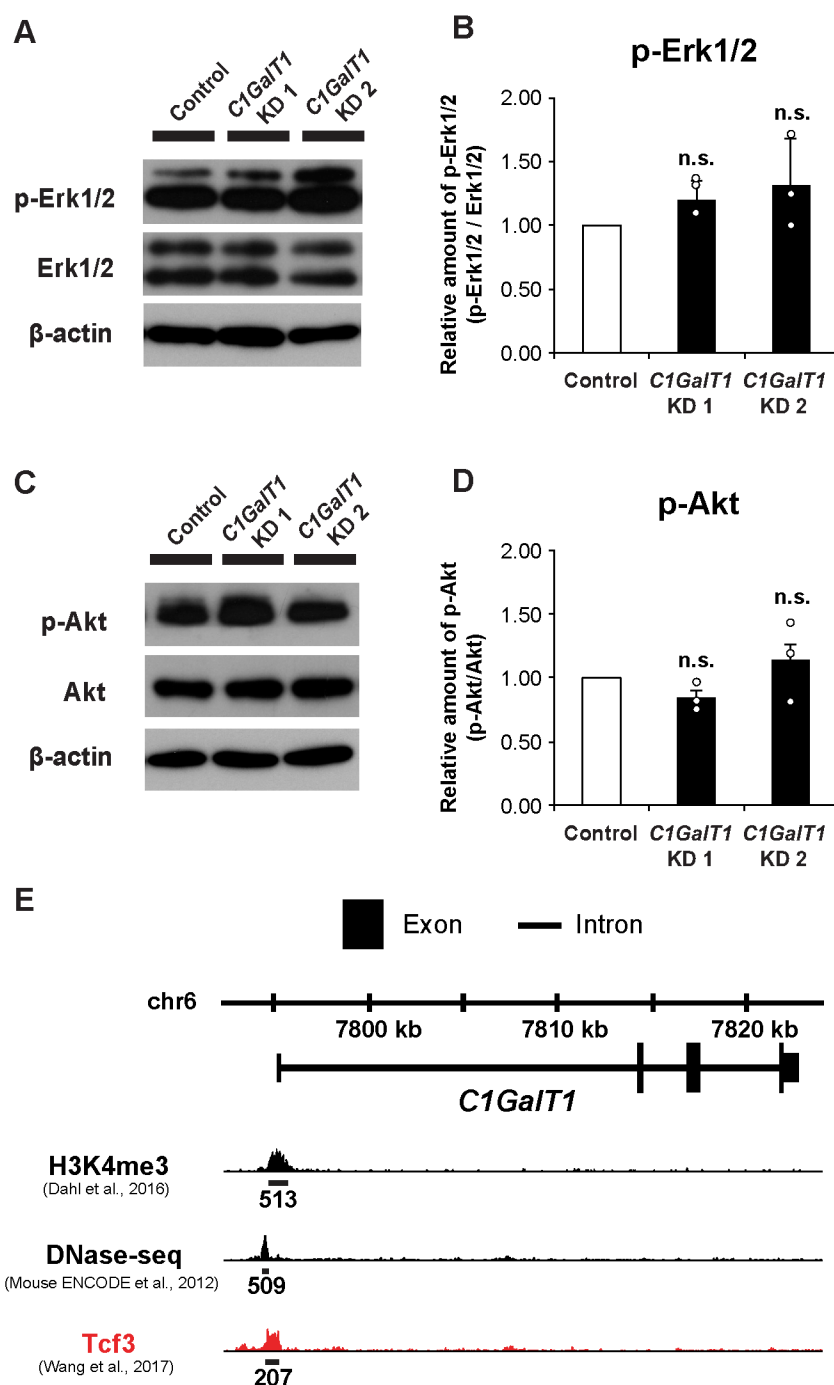 A
Control
C1GalT1
KD 1
C1GalT1
KD 2
p-Erk1/2
Erk1/2
β-actin
B
p-Erk1/2
Relative amount of p-Erk1/2
(p-Erk1/2 / Erk1/2)
2.00
1.50
1.00
0.50
0.00
n.s.
n.s.
Control
C1GalT1
KD 1
C1GalT1
KD 2
C
Control
C1GalT1
KD 1
C1GalT1
KD 2
p-Akt
Akt
β-actin
D
p-Akt
Relative amount of p-Akt
(p-Akt/Akt)
2.00
1.50
1.00
0.50
0.00
n.s.
n.s.
Control
C1GalT1
KD 1
C1GalT1
KD 2
E
Exon
Intron
chr6
7800 kb
7810 kb
7820 kb
C1GalT1
H3K4me3
(Dahl et al., 2016)
513
DNase-seq
(Mouse ENCODE et al., 2012)
509
Tcf3
(Wang et al., 2017)
207